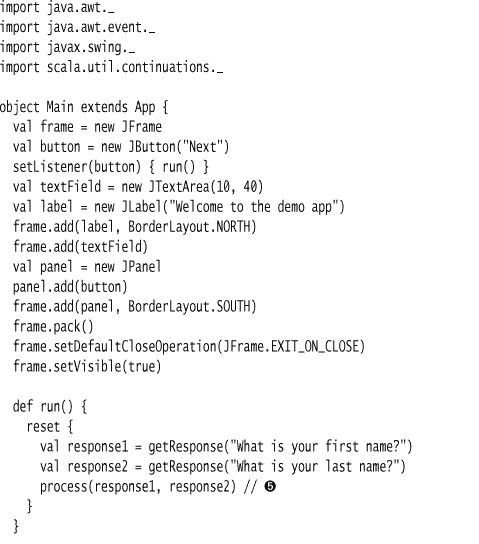 import java.awt._
import java.awt.event._
import javax.swing._
import scala.util.continuations._

object Main extends App {
  val frame = new JFrame
  val button = new JButton("Next")
  setListener(button) { run() }
  val textField = new JTextArea(10, 40)
  val label = new JLabel("Welcome to the demo app")
  frame.add(label, BorderLayout.NORTH)
  frame.add(textField)
  val panel = new JPanel
  panel.add(button)
  frame.add(panel, BorderLayout.SOUTH)
  frame.pack()
  frame.setDefaultCloseOperation(JFrame.EXIT_ON_CLOSE)
  frame.setVisible(true)

  def run() {
    reset {
      val response1 = getResponse("What is your first name?")
      val response2 = getResponse("What is your last name?")
      process(response1, response2) // ❺
    }
  }